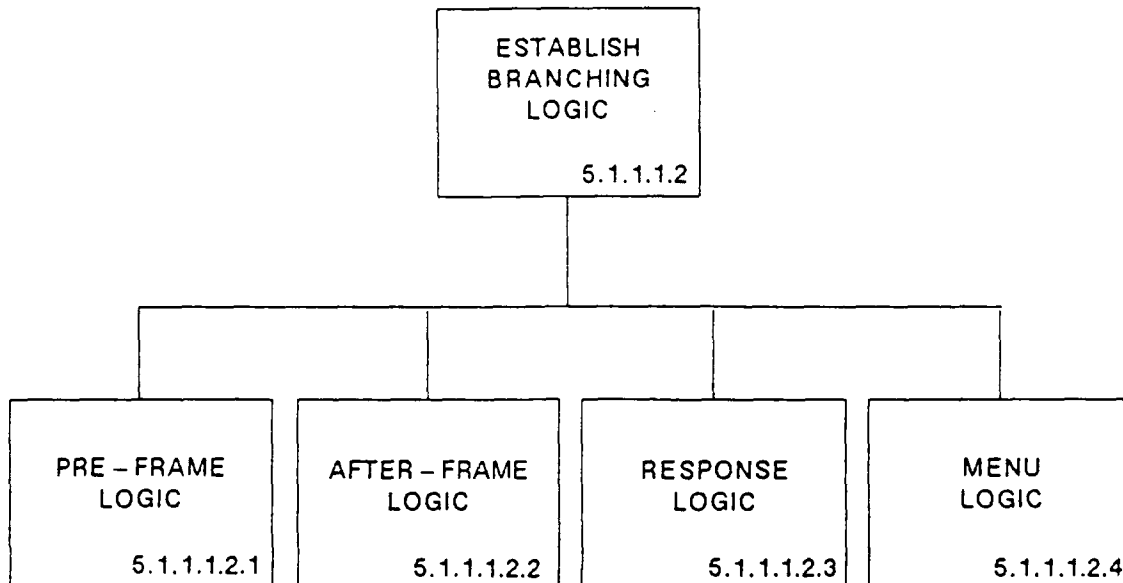 ESTABLISH
BRANCHING
LOGIC
5.1.1.1.2
PRE – FRAME
LOGIC
5.1.1.1.2.1
AFTER – FRAME
LOGIC
5.1.1.1.2.2
RESPONSE
LOGIC
5.1.1.1.2.3
MENU
LOGIC
5.1.1.1.2.4